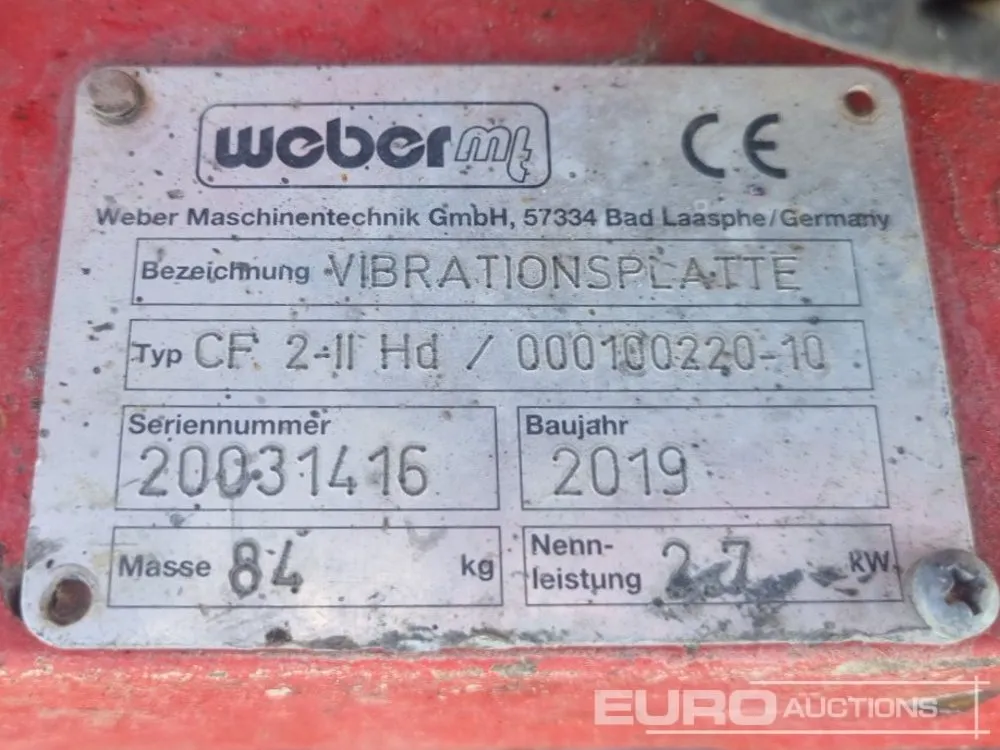 weber mt
CE
Weber Maschinentechnik GmbH, 57334 Bad Laasphe/Germany
Bezeichnung VIBRATIONSPLATTE
Typ CF 2-II Hd / 000100220-10
Seriennummer
20031416
Baujahr
2019
Masse 84 kg
Nenn-
leistung 2.7 kW
EURO AUCTIONS